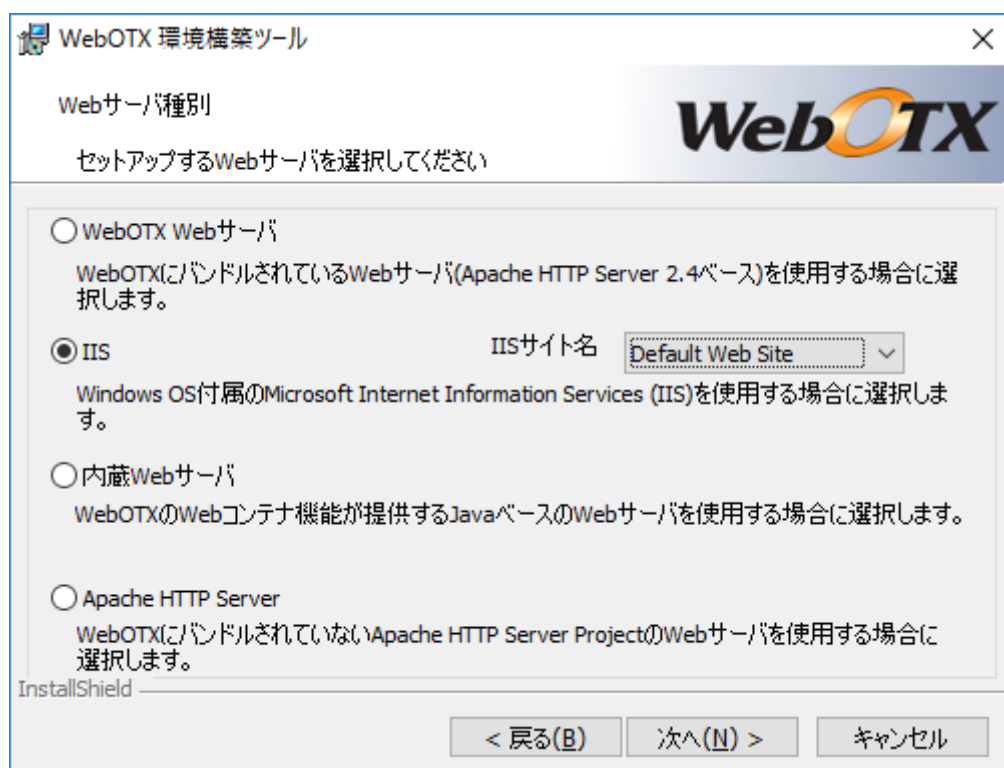 WebOTX 環境構築ツール
Webサーバ種別
WebOTX
セットアップするWebサーバを選択してください
WebOTX Webサーバ
WebOTXにバンドルされているWebサーバ(Apache HTTP Server 2.4ベース)を使用する場合に選
択します。
IIS IISサイト名 Default Web Site
Windows OS付属のMicrosoft Internet Information Services (IIS)を使用する場合に選択しま
す。
内蔵Webサーバ
WebOTXのWebコンテナ機能が提供するJavaベースのWebサーバを使用する場合に選択します。
Apache HTTP Server
WebOTXにバンドルされていないApache HTTP Server ProjectのWebサーバを使用する場合に
選択します。
InstallShield
< 戻る(B) 次へ(N) > キャンセル